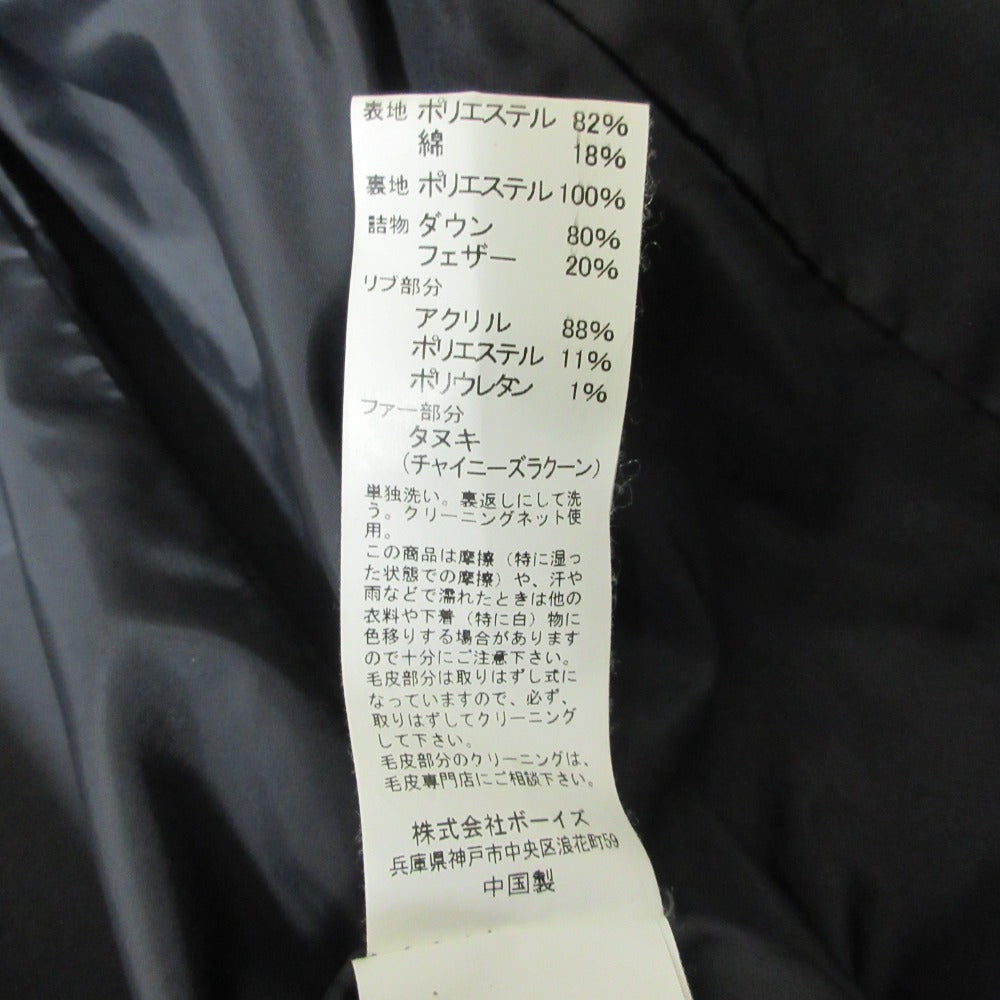 表地 ポリエステル 82%
綿 18%
裏地 ポリエステル 100%
詰物 ダウン 80%
フェザー 20%
リブ部分
アクリル 88%
ポリエステル 11%
ポリウレタン 1%
ファー部分
タヌキ
(チャイニーズラクーン)
単独洗い。裏返しにして洗
う。クリーニングネット使
用。
この商品は摩擦(特に湿っ
た状態での摩擦)や、汗や
雨などで濡れたときは他の
衣料や下着(特に白)物に
色移りする場合があります
ので十分にご注意下さい。
毛皮部分は取りはずし式に
なっていますので、必ず、
取りはずしてクリーニング
して下さい。
毛皮部分のクリーニングは、
毛皮専門店にご相談下さい。
株式会社ボーイズ
兵庫県神戸市中央区浪花町59
中国製